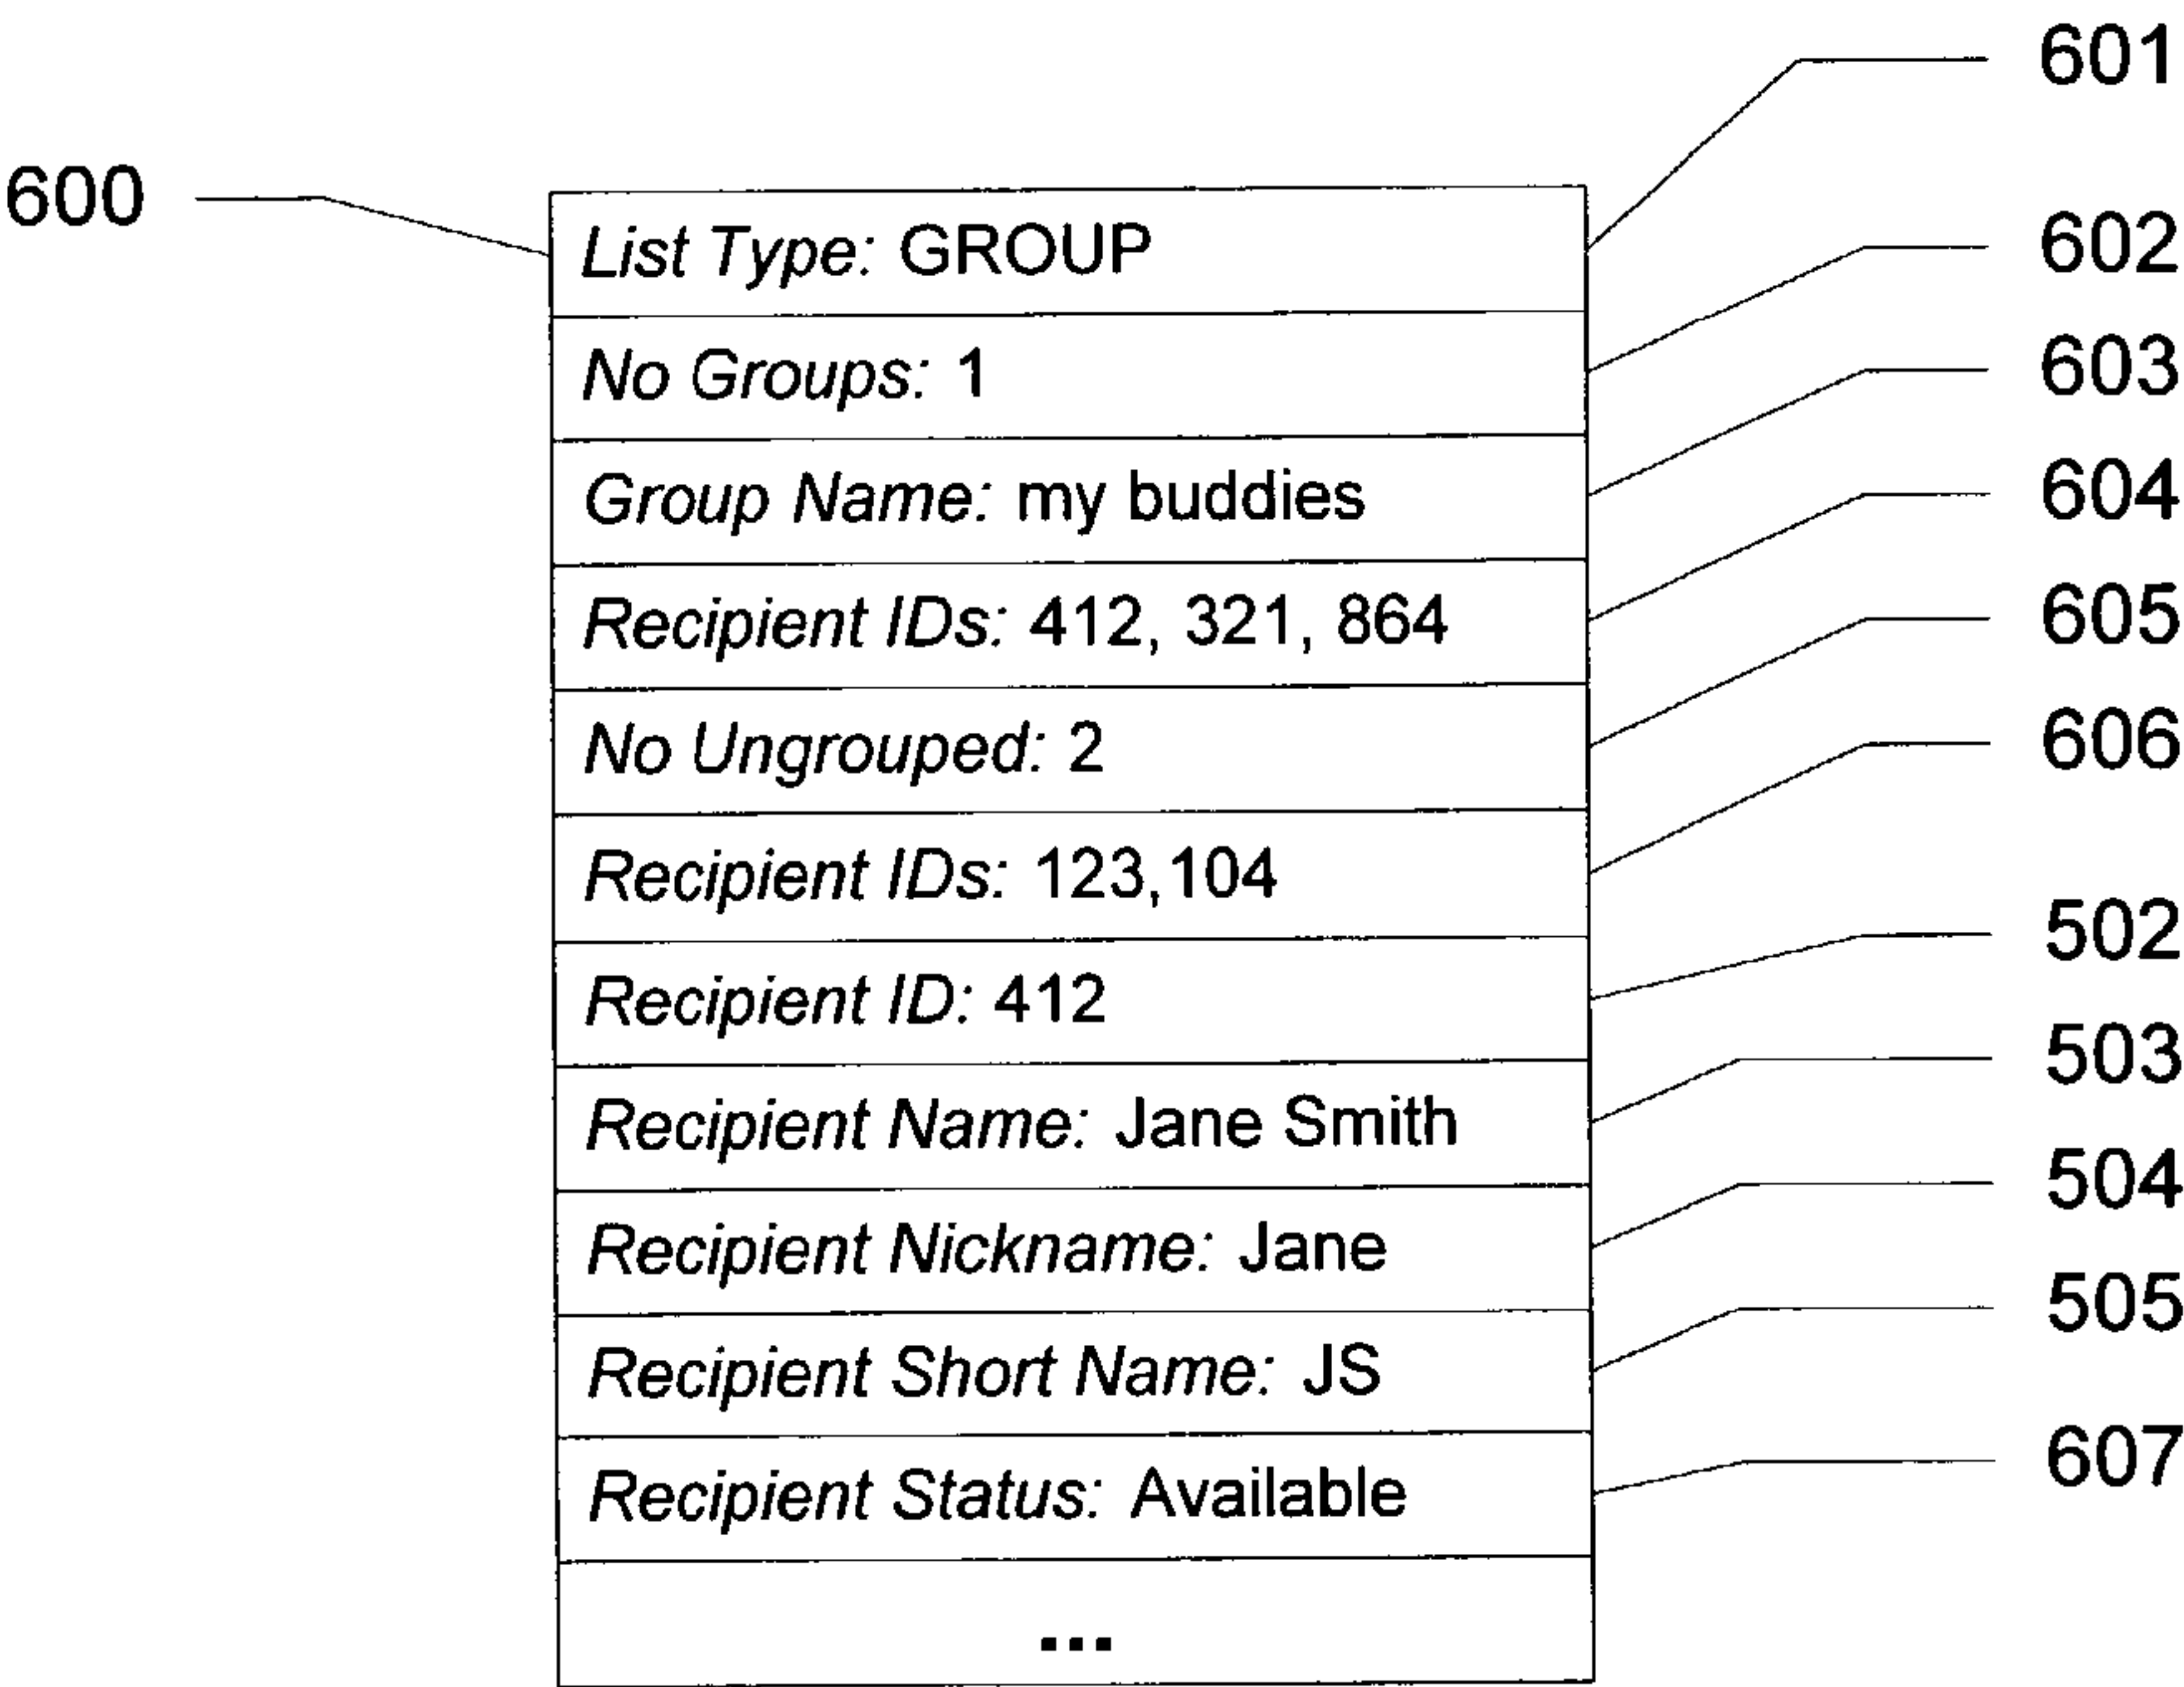 601
600
List Type: GROUP
602
No Groups: 1
603
Group Name: my buddies
604
Recipient IDs: 412, 321, 864
605
No Ungrouped: 2
606
Recipient IDs: 123,104
502
Recipient ID: 412
503
Recipient Name: Jane Smith
504
Recipient Nickname: Jane
505
Recipient Short Name: JS
607
Recipient Status: Available
...